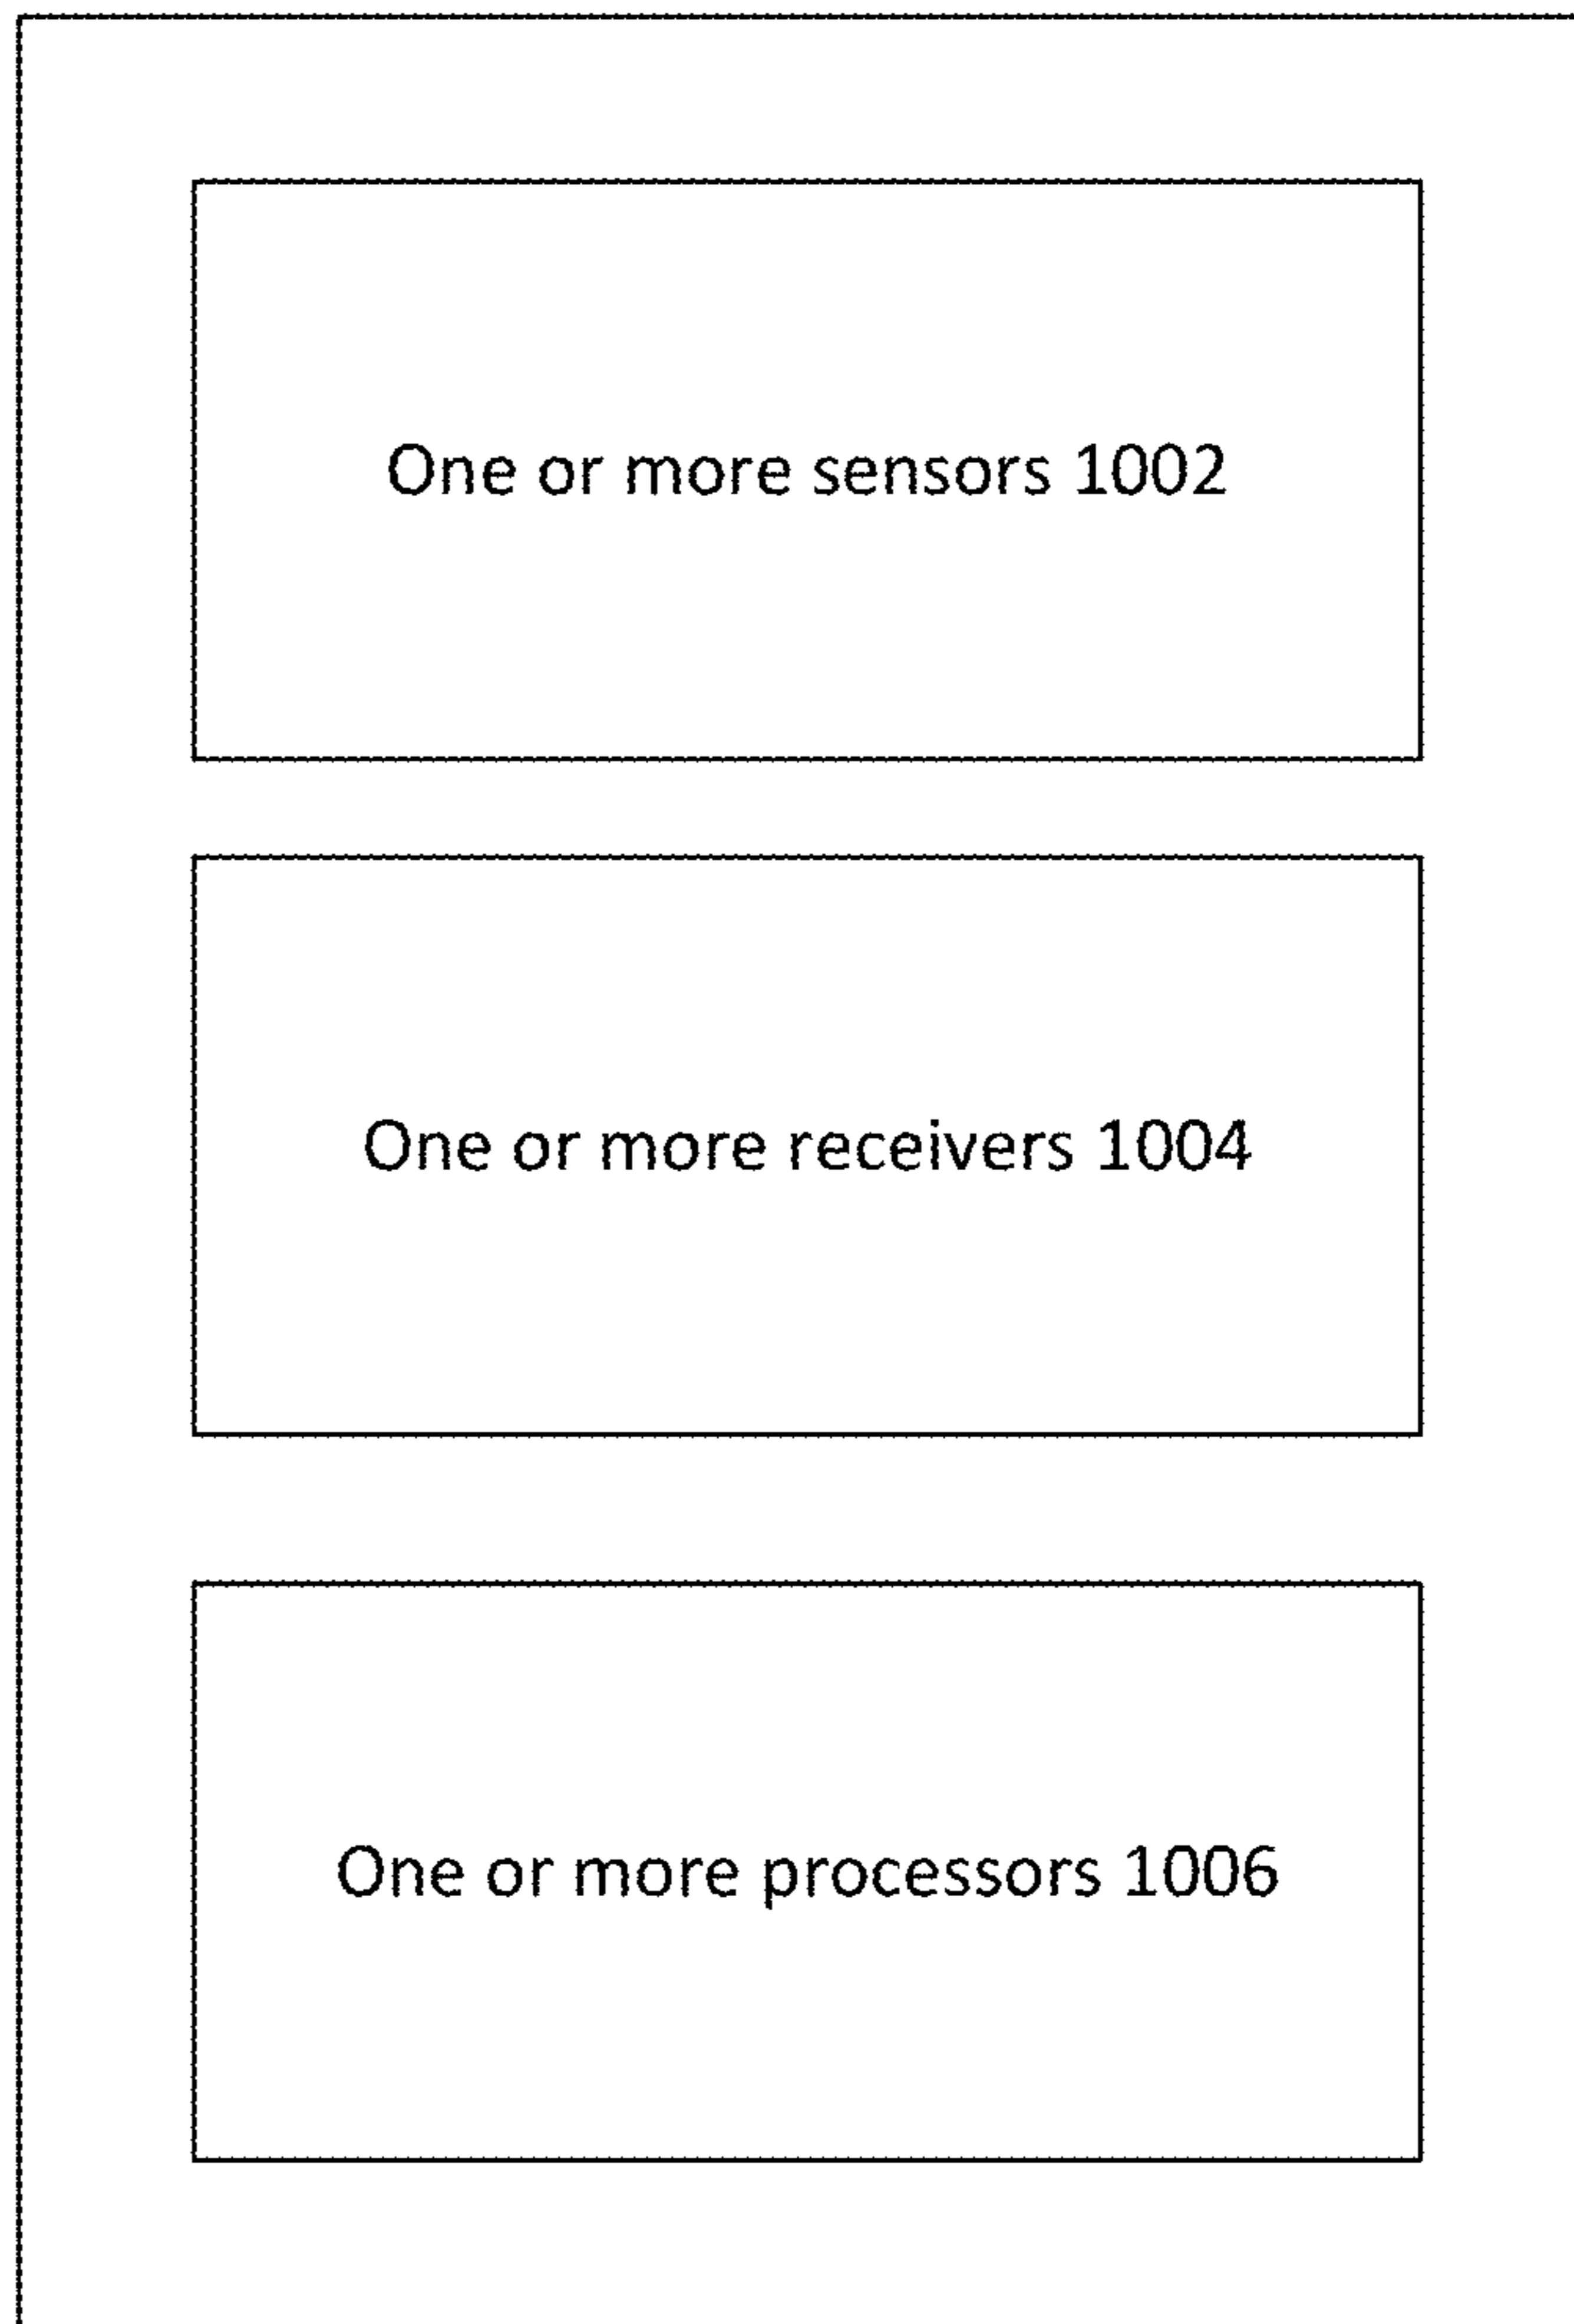 One or more sensors 1002
One or more receivers 1004
One or more processors 1006